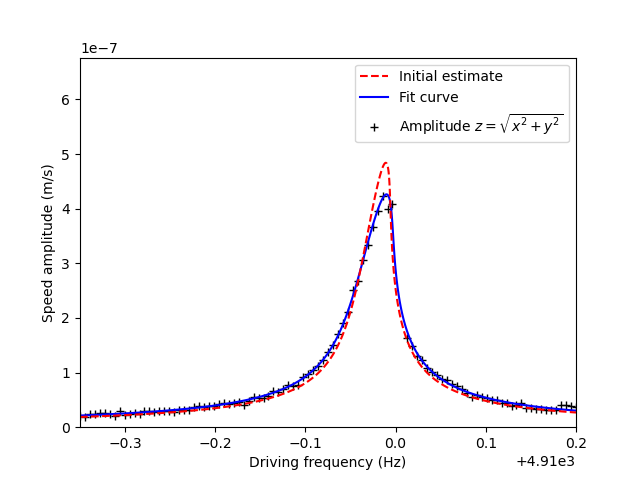 1e−7
Initial estimate
Fit curve
Amplitude z = √x² + y²
6
5
4
3
2
1
0
Speed amplitude (m/s)
−0.3 −0.2 −0.1 0.0 0.1 0.2
Driving frequency (Hz)
+4.91e3